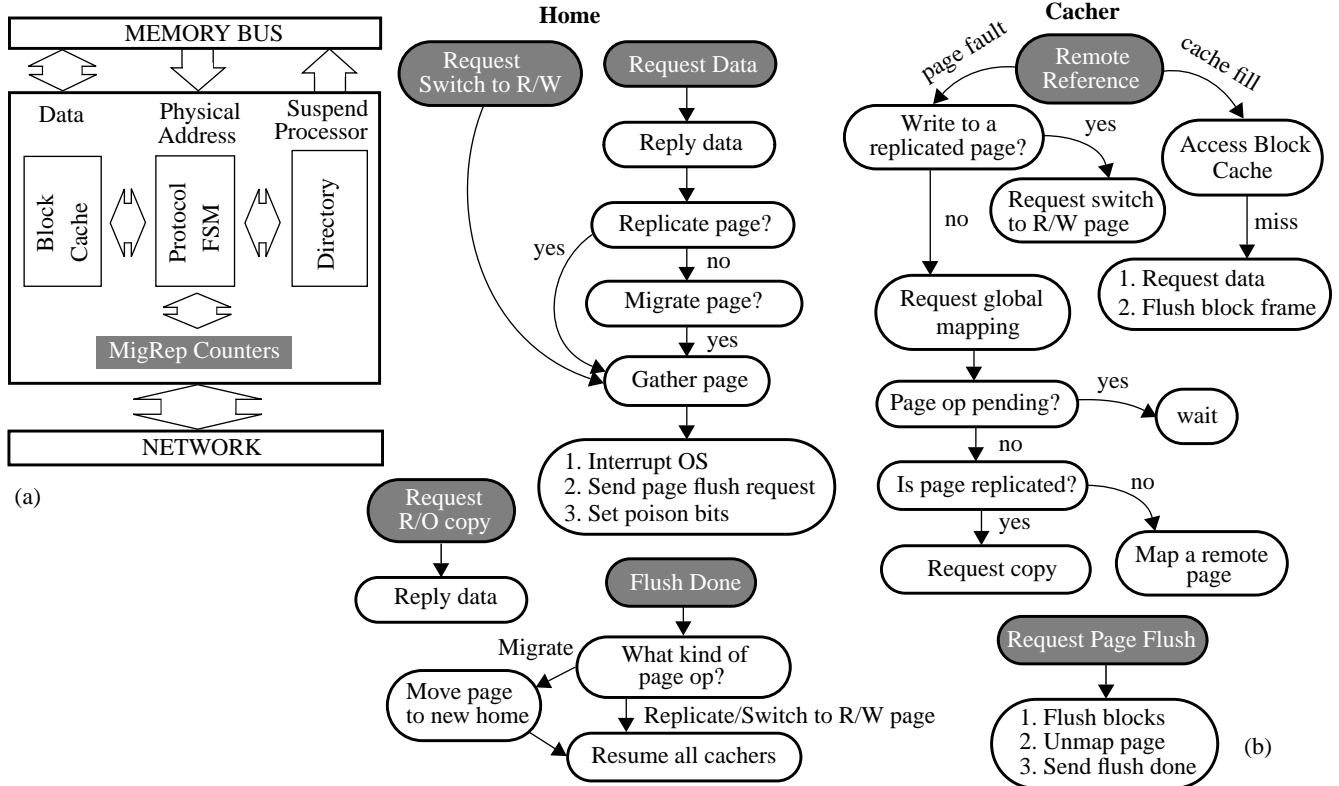 MEMORY BUS
Data
Physical
Address
Suspend
Processor
Block
Cache
Protocol
FSM
Directory
MigRep Counters
NETWORK
(a)
Home
Request
Switch to R/W
Request Data
Reply data
Replicate page?
yes
no
Migrate page?
yes
Gather page
1. Interrupt OS
2. Send page flush request
3. Set poison bits
Request
R/O copy
Reply data
Flush Done
What kind of
page op?
Migrate
Move page
to new home
Replicate/Switch to R/W page
Resume all cachers
Cacher
Remote
Reference
page fault
cache fill
Write to a
replicated page?
yes
Request switch
to R/W page
no
Access Block
Cache
miss
1. Request data
2. Flush block frame
Request global
mapping
Page op pending?
yes
wait
no
Is page replicated?
no
yes
Request copy
Map a remote
page
Request Page Flush
1. Flush blocks
2. Unmap page
3. Send flush done
(b)